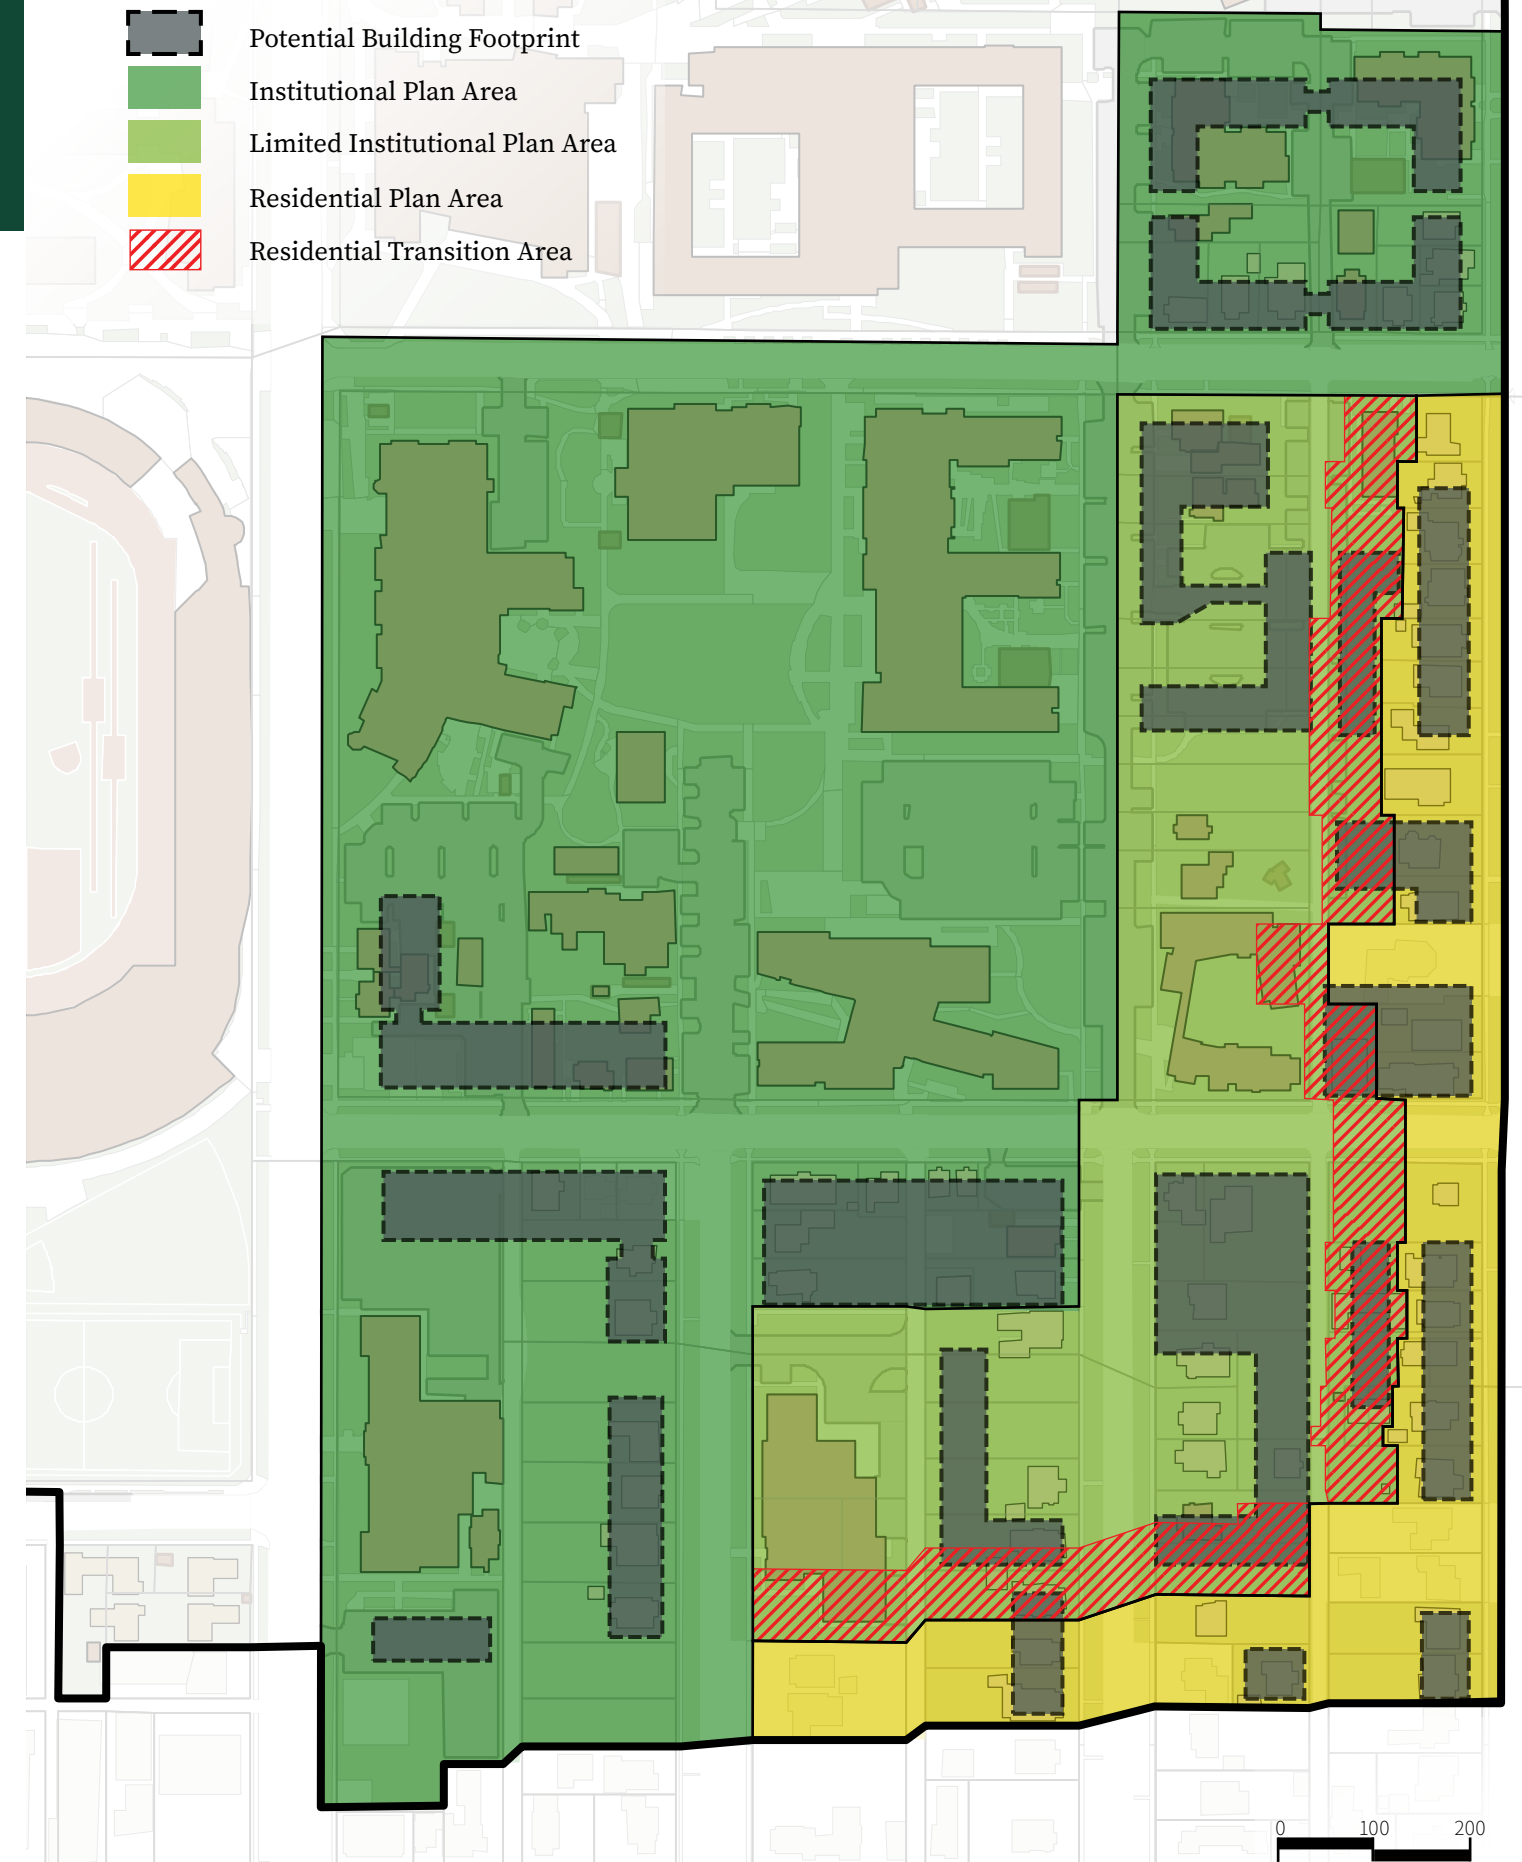 Potential Building Footprint
Institutional Plan Area
Limited Institutional Plan Area
Residential Plan Area
Residential Transition Area
0 100 200